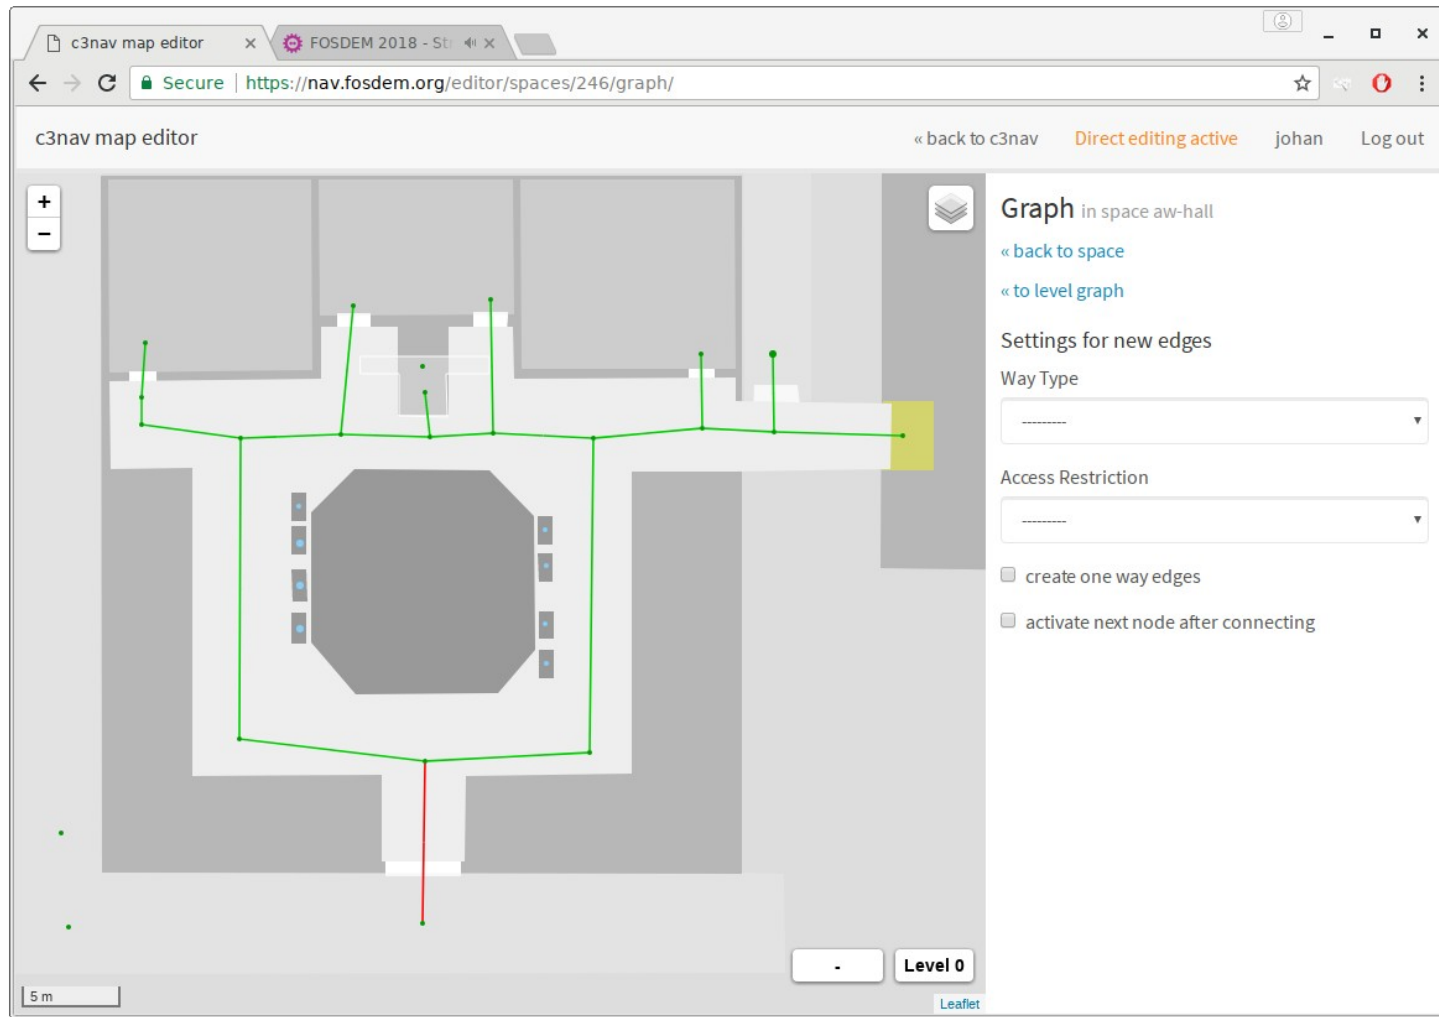 c3nav map editor
FOSDEM 2018 - Str
Secure
https://nav.fosdem.org/editor/spaces/246/graph/
c3nav map editor
« back to c3nav
Direct editing active
johan
Log out
+
−
Graph in space aw-hall
« back to space
« to level graph
Settings for new edges
Way Type
---------
Access Restriction
---------
create one way edges
activate next node after connecting
-
Level 0
5 m
Leaflet